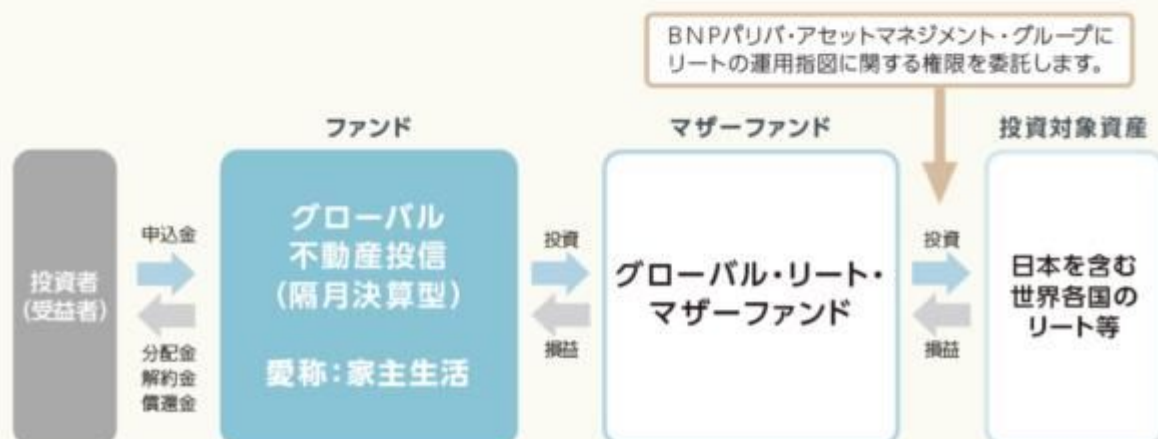 BNPパリバ・アセットマネジメント・グループに
リートの運用指図に関する権限を委託します。
ファンド
マザーファンド
投資対象資産
投資者
(受益者)
申込金
分配金
解約金
償還金
グローバル
不動産投信
(隔月決算型)
愛称:家主生活
投資
損益
グローバル・リート・
マザーファンド
投資
損益
日本を含む
世界各国の
リート等